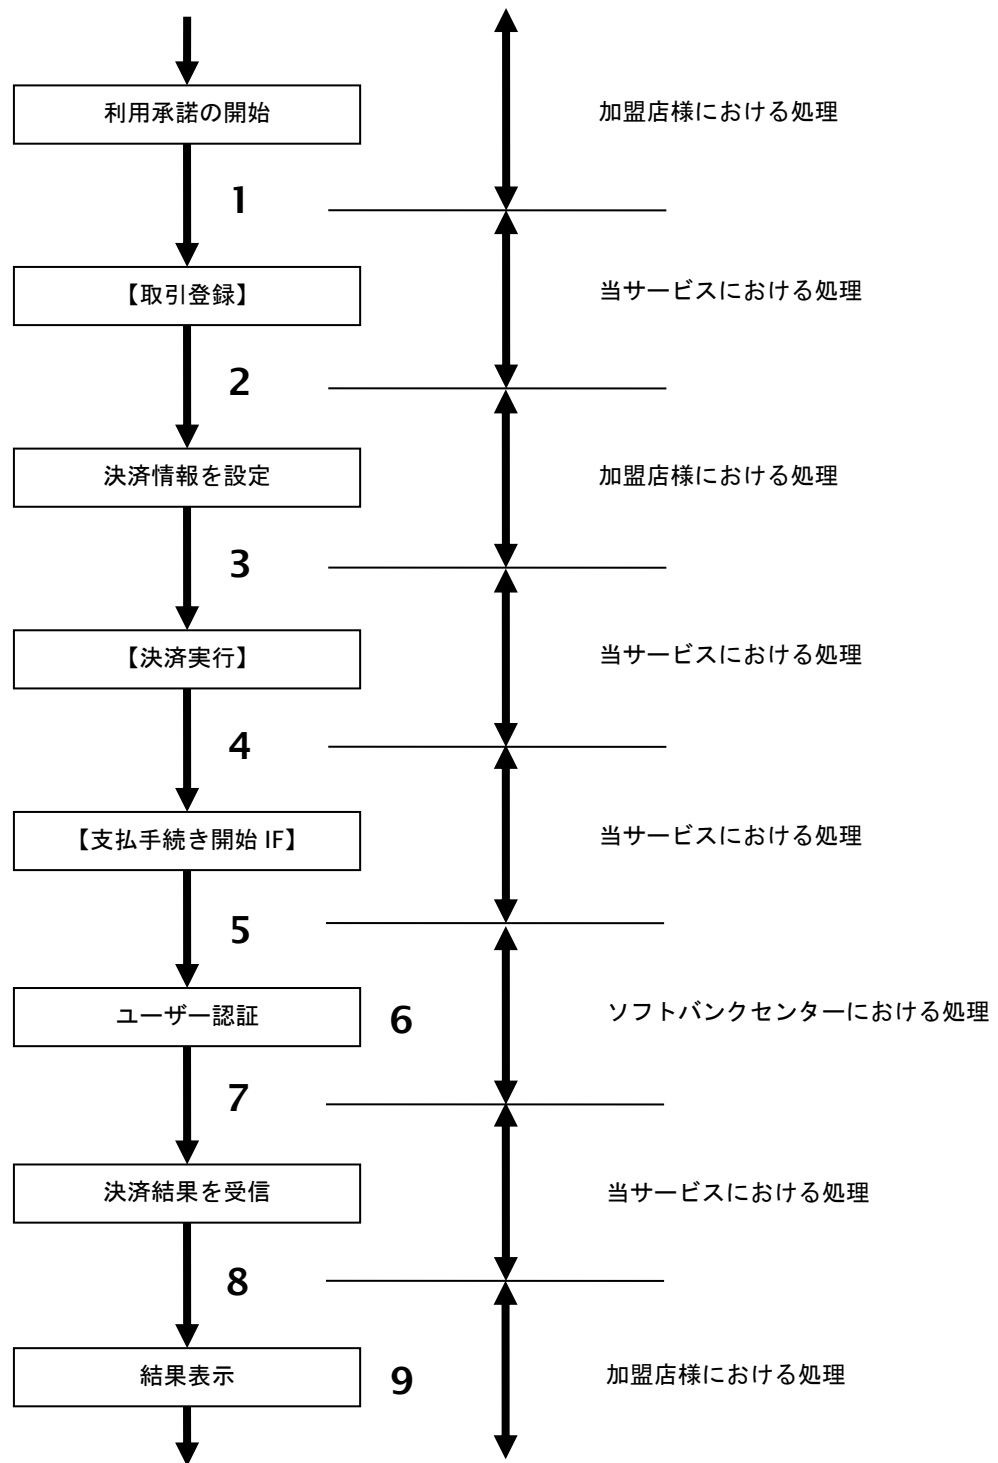 利用承諾の開始
加盟店様における処理
1
【取引登録】
当サービスにおける処理
2
決済情報を設定
加盟店様における処理
3
【決済実行】
当サービスにおける処理
4
【支払手続き開始 IF】
当サービスにおける処理
5
ユーザー認証
6
ソフトバンクセンターにおける処理
7
決済結果を受信
当サービスにおける処理
8
結果表示
9
加盟店様における処理